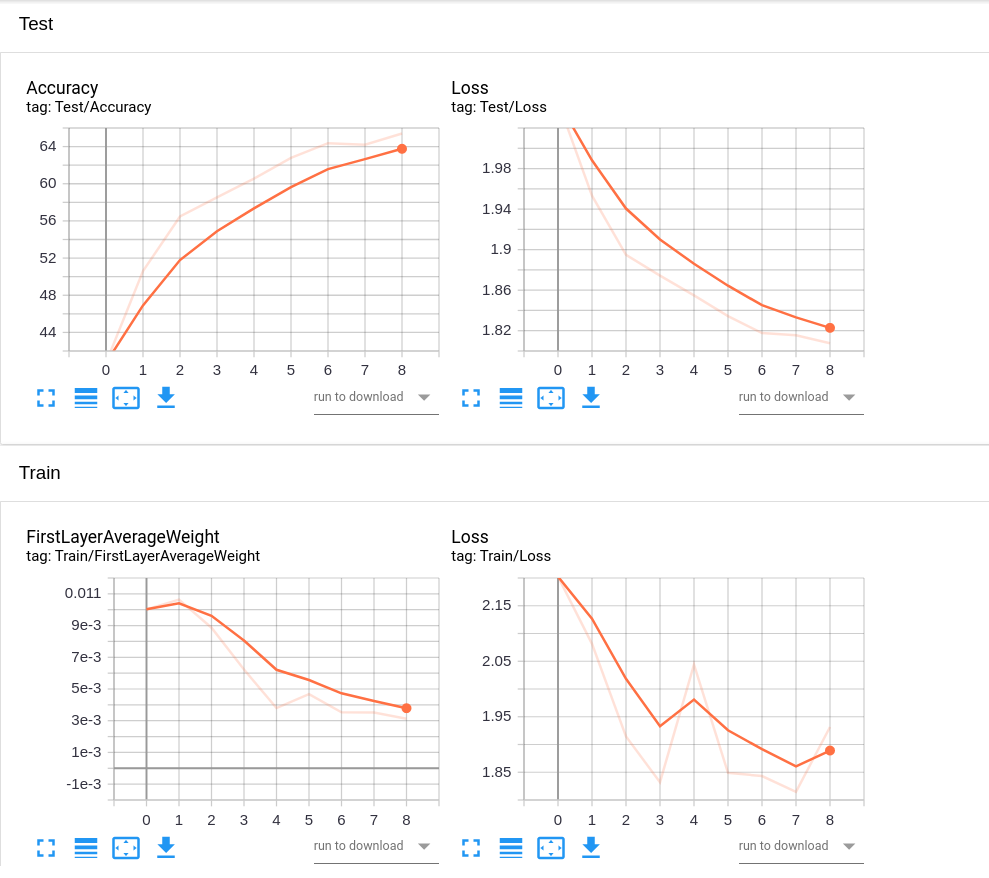 Test
Accuracy
tag: Test/Accuracy
64
60
56
52
48
44
0 1 2 3 4 5 6 7 8
run to download
Loss
tag: Test/Loss
1.98
1.94
1.9
1.86
1.82
0 1 2 3 4 5 6 7 8
run to download
Train
FirstLayerAverageWeight
tag: Train/FirstLayerAverageWeight
0.011
9e-3
7e-3
5e-3
3e-3
1e-3
-1e-3
0 1 2 3 4 5 6 7 8
run to download
Loss
tag: Train/Loss
2.15
2.05
1.95
1.85
0 1 2 3 4 5 6 7 8
run to download